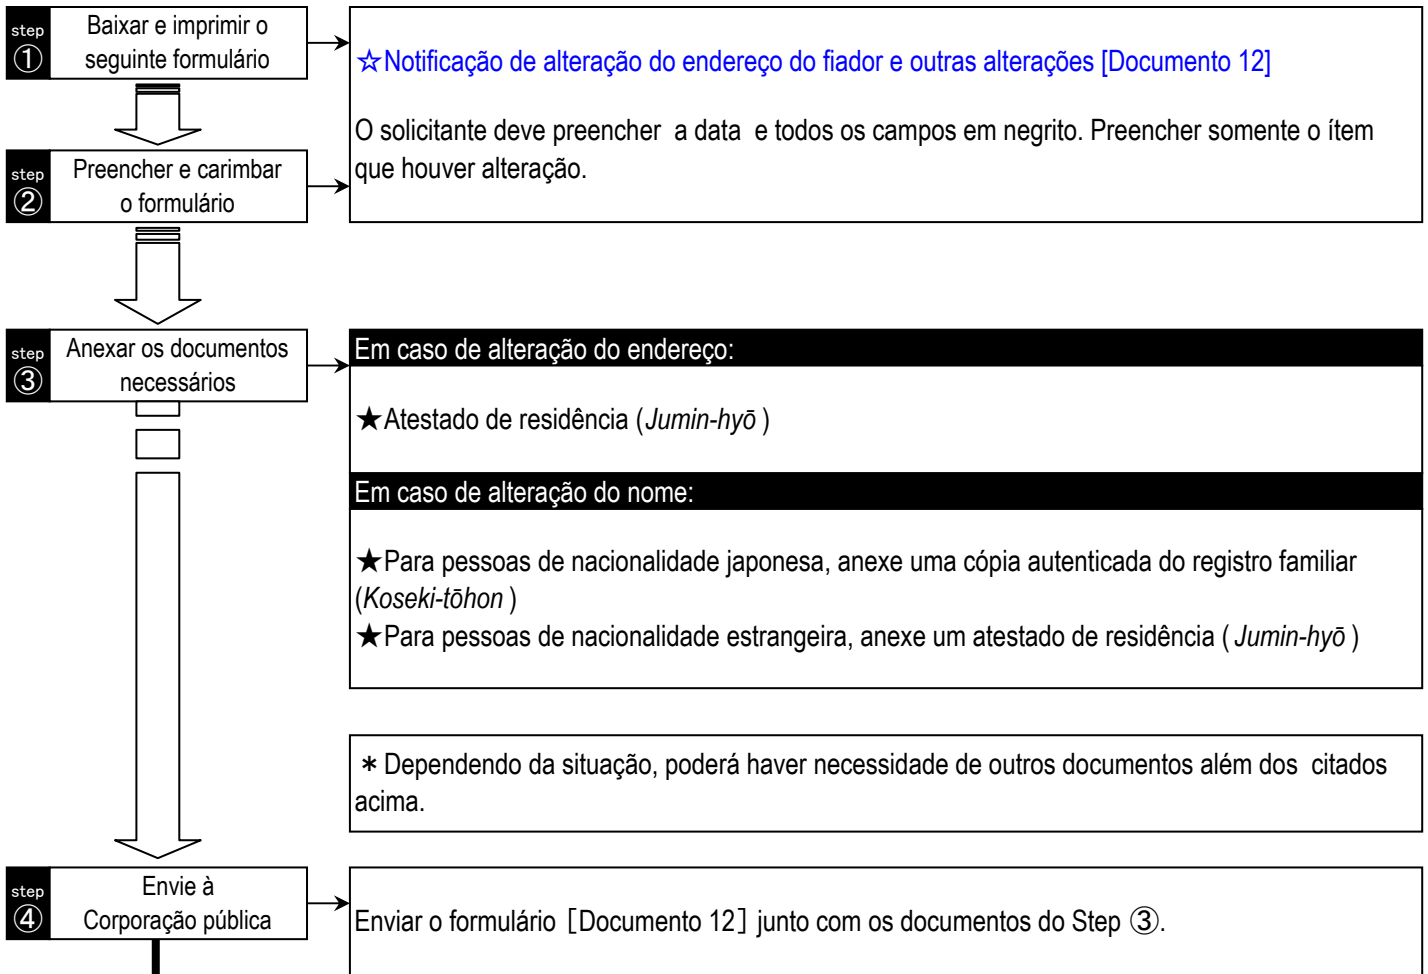 step
①
Baixar e imprimir o
seguinte formulário
☆Notificação de alteração do endereço do fiador e outras alterações [Documento 12]
O solicitante deve preencher a data e todos os campos em negrito. Preencher somente o ítem
que houver alteração.
step
②
Preencher e carimbar
o formulário
step
③
Anexar os documentos
necessários
Em caso de alteração do endereço:
★Atestado de residência (Jumin-hyō )
Em caso de alteração do nome:
★Para pessoas de nacionalidade japonesa, anexe uma cópia autenticada do registro familiar
(Koseki-tōhon )
★Para pessoas de nacionalidade estrangeira, anexe um atestado de residência ( Jumin-hyō )
＊Dependendo da situação, poderá haver necessidade de outros documentos além dos citados
acima.
step
④
Envie à
Corporação pública
Enviar o formulário［Documento 12］junto com os documentos do Step ③.